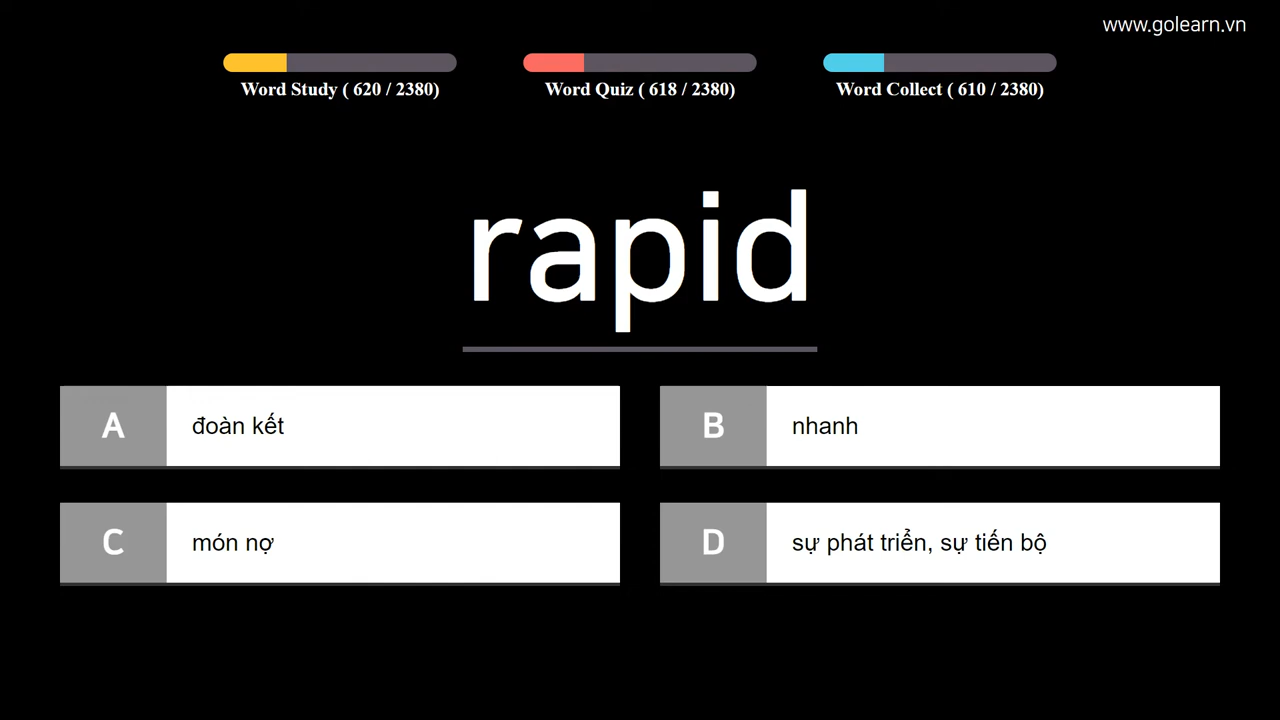 www.golearn.vn
Word Study ( 620 / 2380)
Word Quiz ( 618 / 2380)
Word Collect ( 610 / 2380)
rapid
A đoàn kết
B nhanh
C món nợ
D sự phát triển, sự tiến bộ